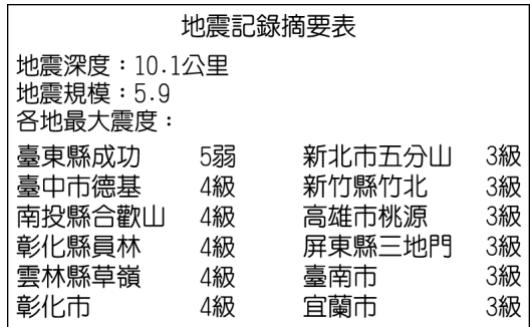 地震記錄摘要表
地震深度：10.1公里
地震規模：5.9
各地最大震度：
臺東縣成功 5弱 新北市五分山 3級
臺中市德基 4級 新竹縣竹北 3級
南投縣合歡山 4級 高雄市桃源 3級
彰化縣員林 4級 屏東縣三地門 3級
雲林縣草嶺 4級 臺南市 3級
彰化市 4級 宜蘭市 3級